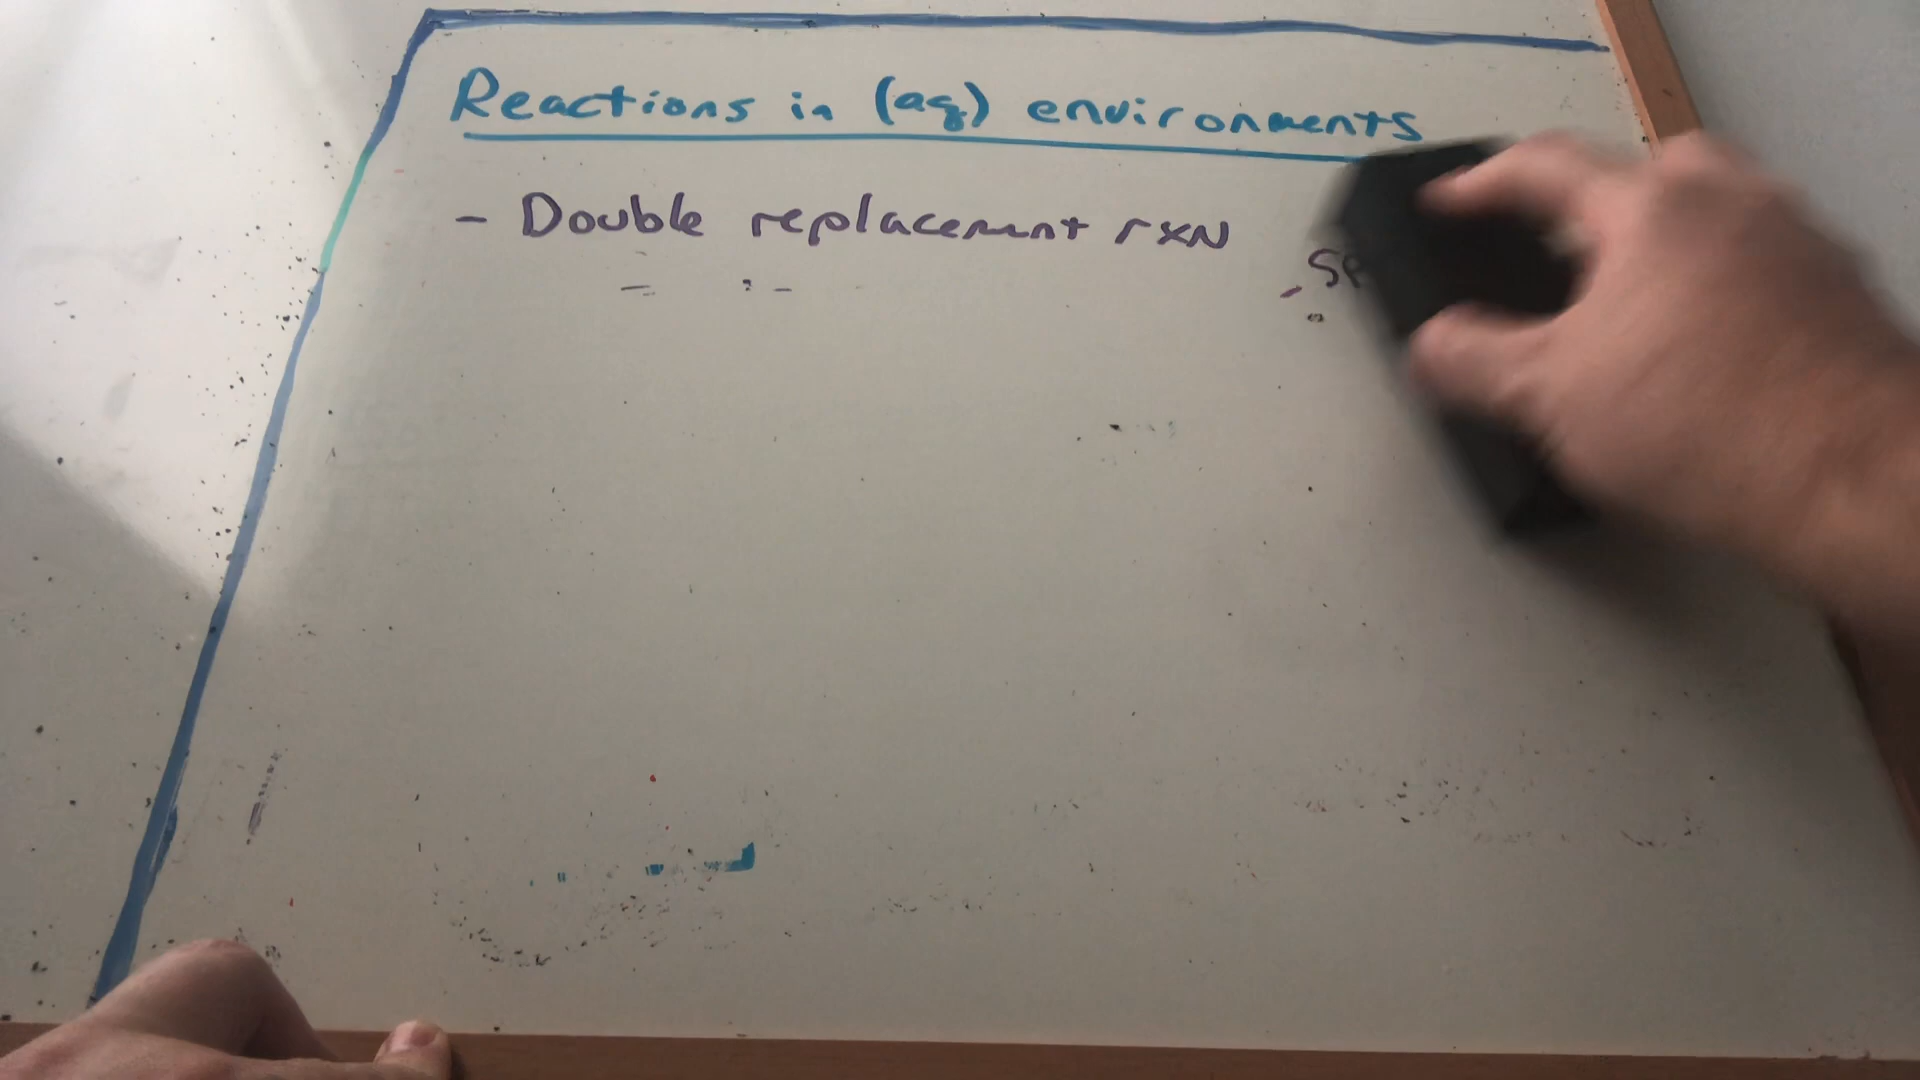 Reactions in (aq) environments
- Double replacement rxN